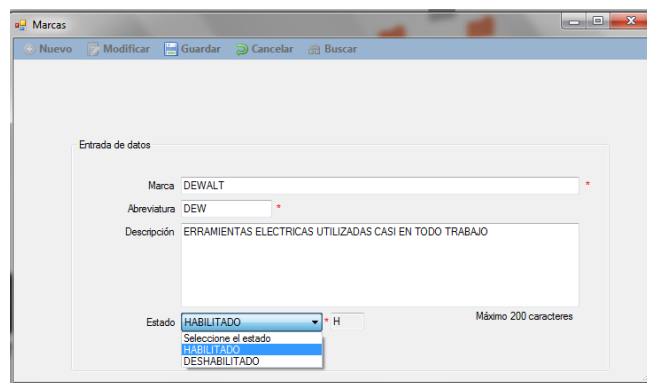 Marcas
Nuevo Modificar Guardar Cancelar Buscar
Entrada de datos
Marca DEWALT *
Abreviatura DEW *
Descripción ERRAMIENTAS ELECTRICAS UTILIZADAS CASI EN TODO TRABAJO
Estado HABILITADO * H Máximo 200 caracteres
Seleccione el estado
HABILITADO
DESHABILITADO